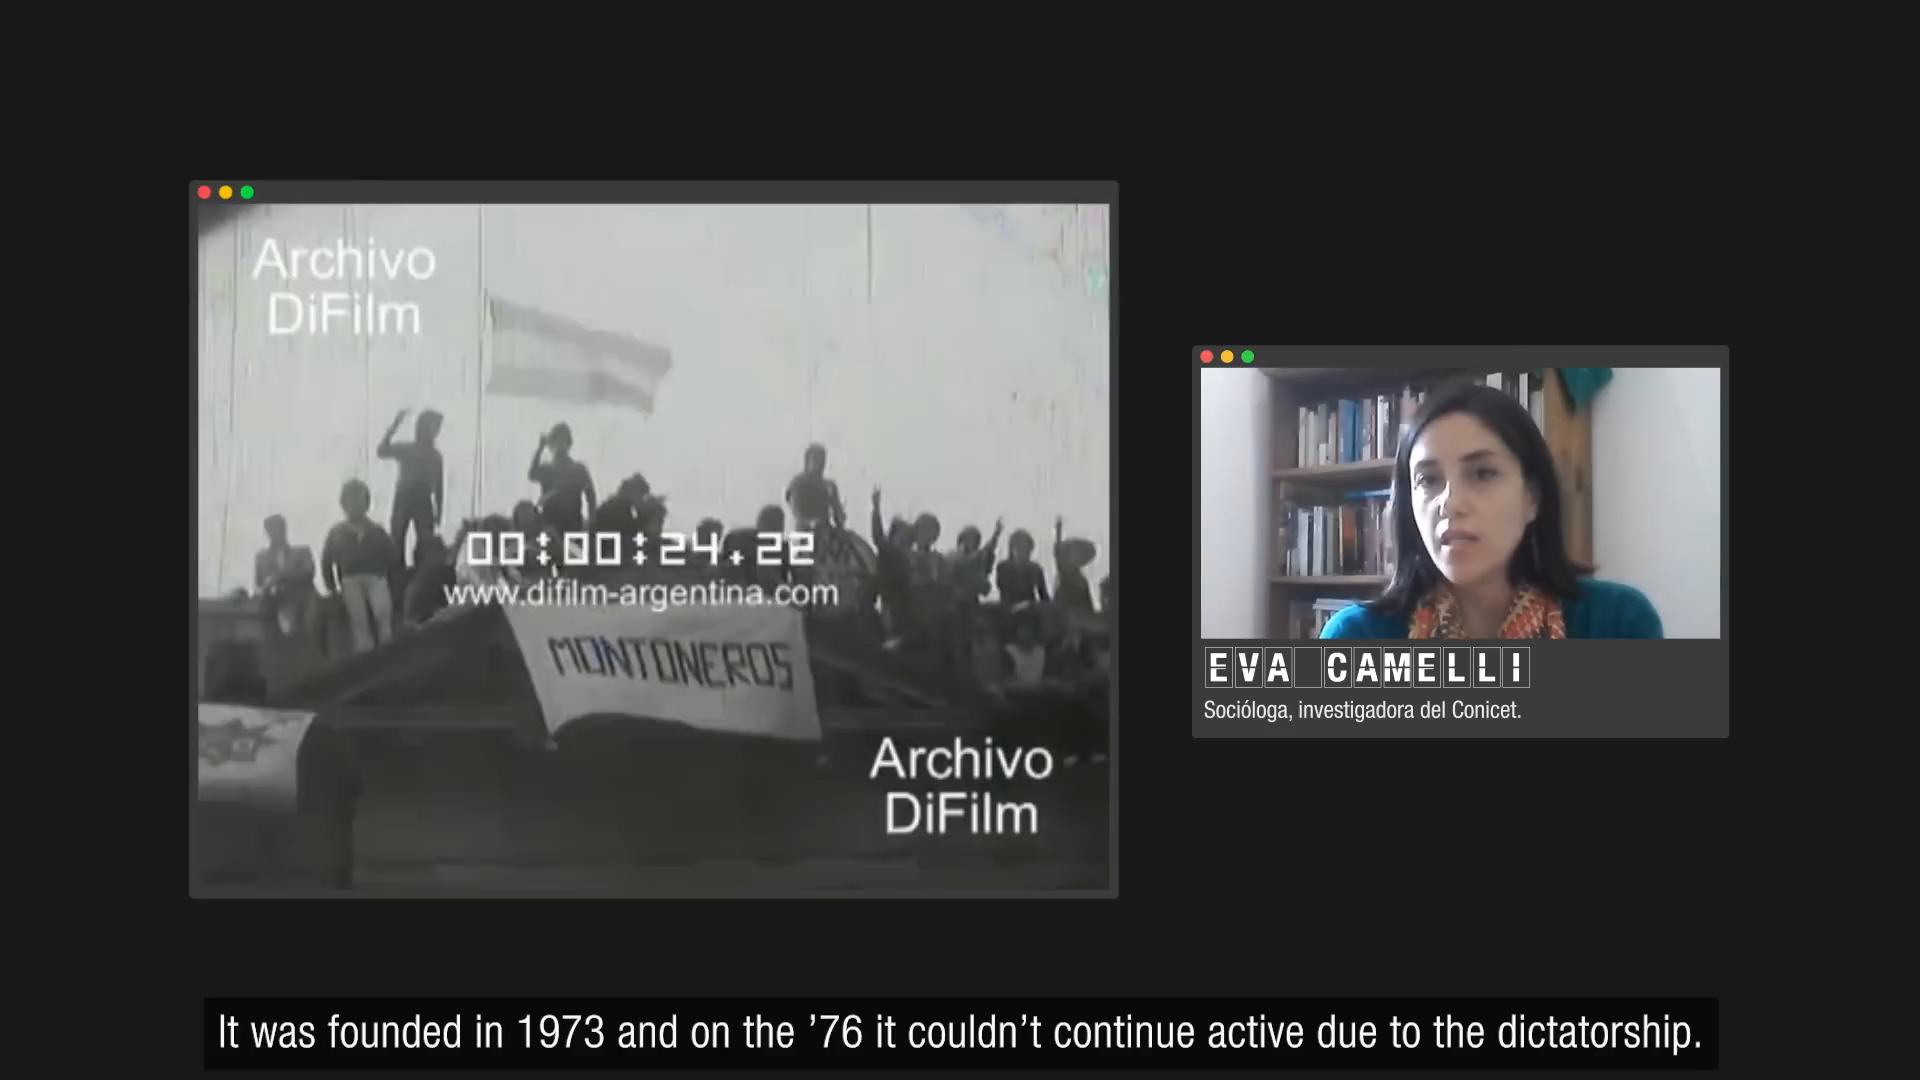 Archivo
DiFilm
00:00:24.22
www.difilm-argentina.com
MONTONEROS
Archivo
DiFilm
EVA CAMELLI
Socióloga, investigadora del Conicet.
It was founded in 1973 and on the ’76 it couldn’t continue active due to the dictatorship.